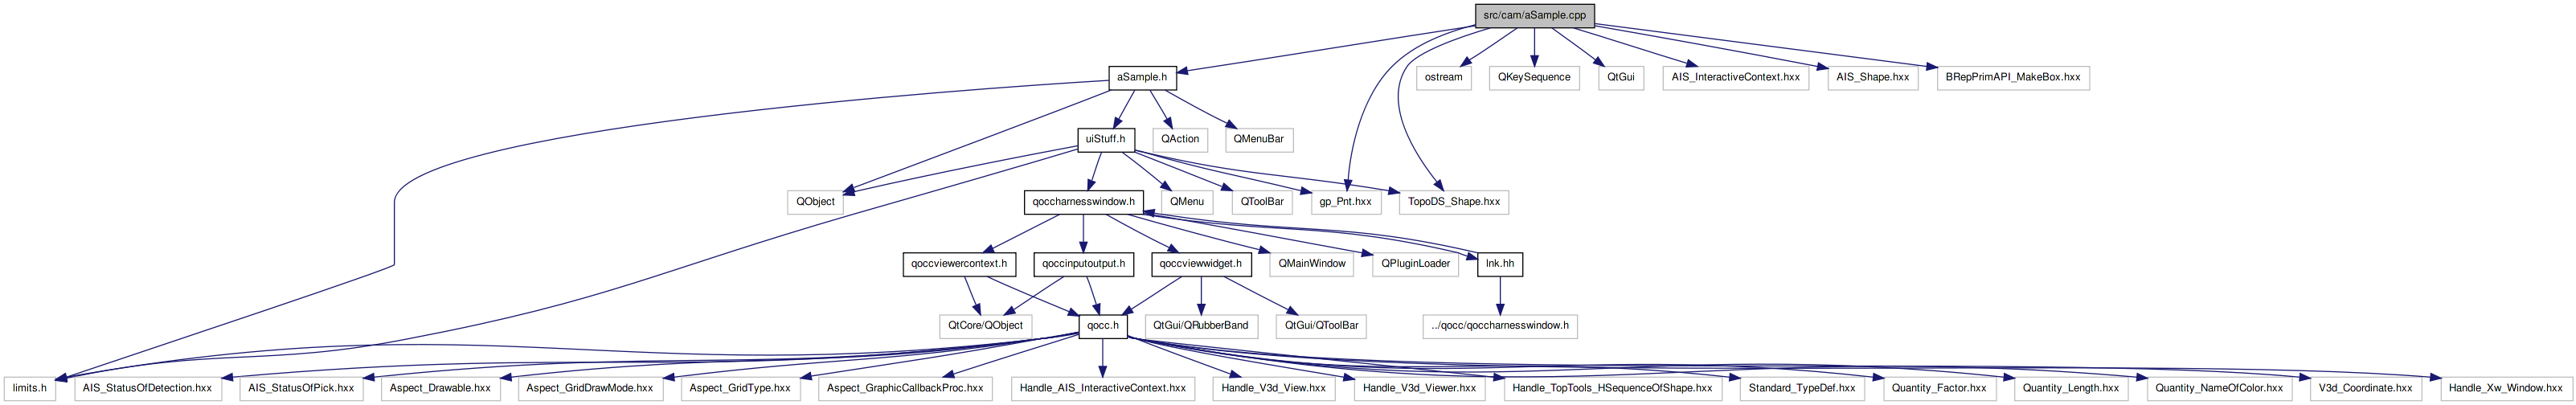 src/cam/aSample.cpp
aSample.h
ostream
QKeySequence
QtGui
AIS_InteractiveContext.hxx
AIS_Shape.hxx
BRepPrimAPI_MakeBox.hxx
uiStuff.h
QAction
QMenuBar
QObject
qoccharnesswindow.h
QMenu
QToolBar
gp_Pnt.hxx
TopoDS_Shape.hxx
qoccviewercontext.h
qoccinputoutput.h
qoccviewwidget.h
QMainWindow
QPluginLoader
lnk.hh
QtCore/QObject
qocc.h
QtGui/QRubberBand
QtGui/QToolBar
../qocc/qoccharnesswindow.h
limits.h
AIS_StatusOfDetection.hxx
AIS_StatusOfPick.hxx
Aspect_Drawable.hxx
Aspect_GridDrawMode.hxx
Aspect_GridType.hxx
Aspect_GraphicCallbackProc.hxx
Handle_AIS_InteractiveContext.hxx
Handle_V3d_View.hxx
Handle_V3d_Viewer.hxx
Handle_TopTools_HSequenceOfShape.hxx
Standard_TypeDef.hxx
Quantity_Factor.hxx
Quantity_Length.hxx
Quantity_NameOfColor.hxx
V3d_Coordinate.hxx
Handle_Xw_Window.hxx